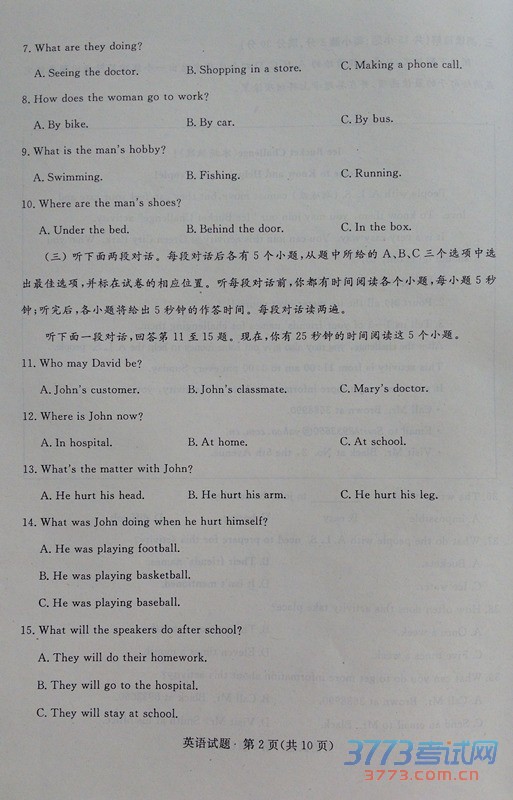 7. What are they doing?
A. Seeing the doctor. B. Shopping in a store. C. Making a phone call.
8. How does the woman go to work?
A. By bike. B. By car. C. By bus.
9. What is the man's hobby?
A. Swimming. B. Fishing. C. Running.
10. Where are the man's shoes?
A. Under the bed. B. Behind the door. C. In the box.
(三) 听下面两段对话。每段对话后各有 5 个小题,从题中所给的 A、B、C 三个选项中选
出最佳选项,并标在试卷的相应位置。听每段对话前,你都有时间阅读各个小题,每小题 5 秒
钟;听完后,各小题将给出 5 秒钟的作答时间。每段对话读两遍。
听下面一段对话,回答第 11 至 15 题。现在,你有 25 秒钟的时间阅读这 5 个小题。
11. Who may David be?
A. John's customer. B. John's classmate. C. Mary's doctor.
12. Where is John now?
A. In hospital. B. At home. C. At school.
13. What's the matter with John?
A. He hurt his head. B. He hurt his arm. C. He hurt his leg.
14. What was John doing when he hurt himself?
A. He was playing football.
B. He was playing basketball.
C. He was playing baseball.
15. What will the speakers do after school?
A. They will do their homework.
B. They will go to the hospital.
C. They will stay at school.
英语试题·第 2 页(共 10 页)
3773考试网
3773.com.cn